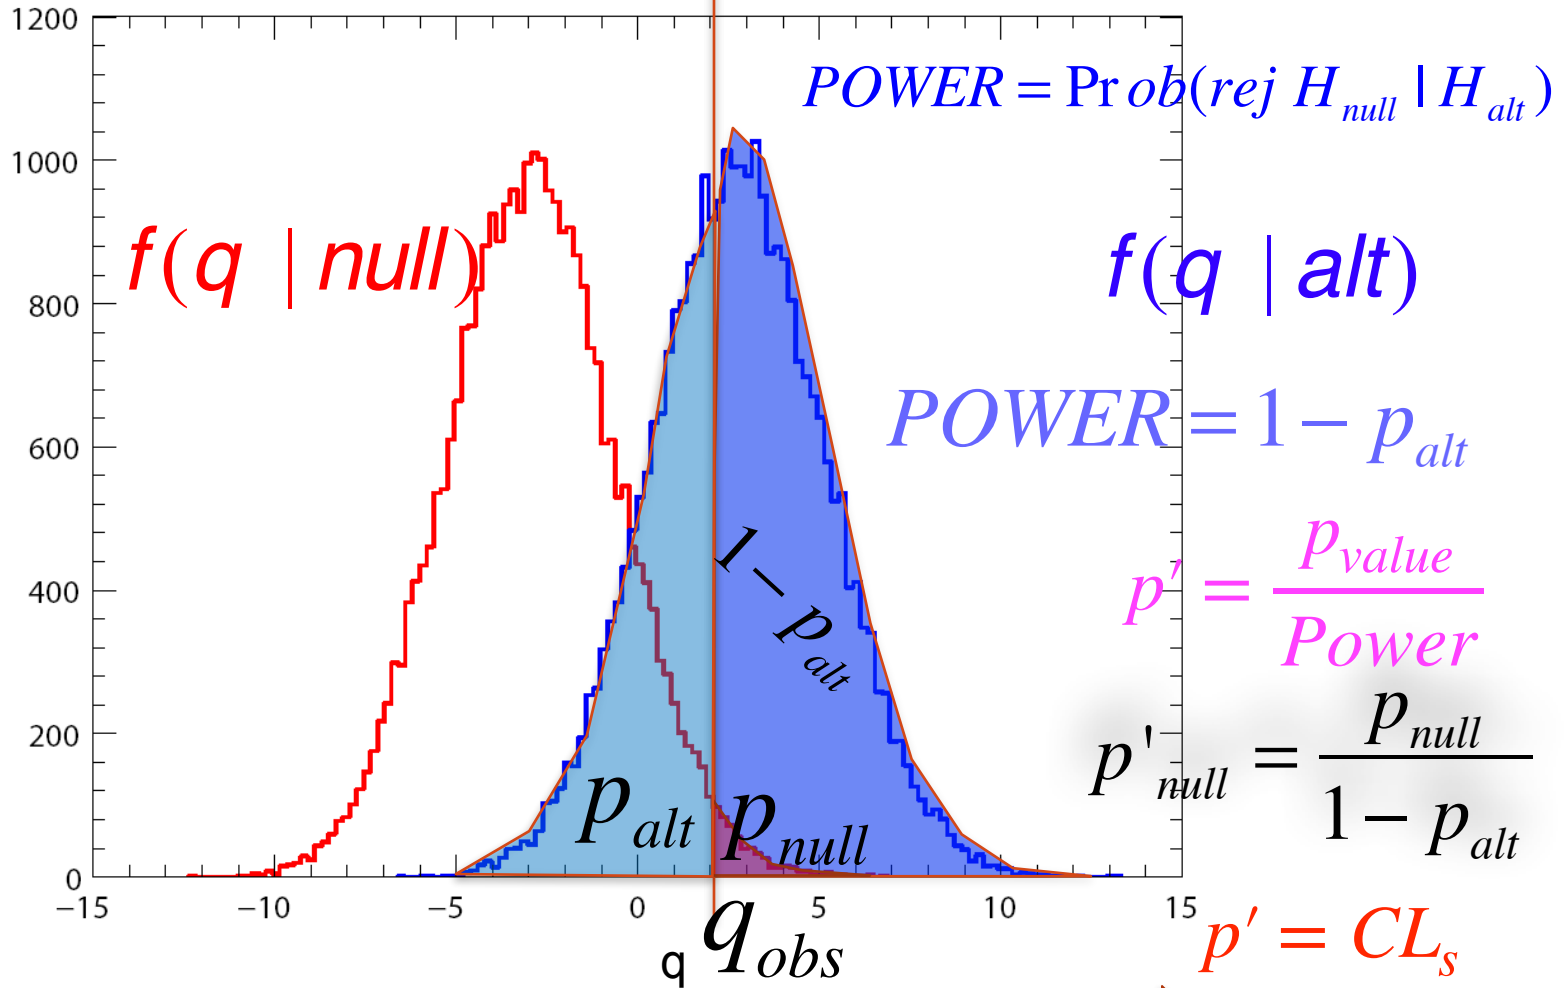 1200
POWER = Prob(rej H_null | H_alt)
1000
f(q | null)
f(q | alt)
800
POWER = 1 − p_alt
600
1 − p_alt
p′ = p_value / Power
400
p'_null = p_null / 1 − p_alt
200
p_alt
p_null
0
−15 −10 −5 0 5 10 15
q
q_obs
p′ = CL_s